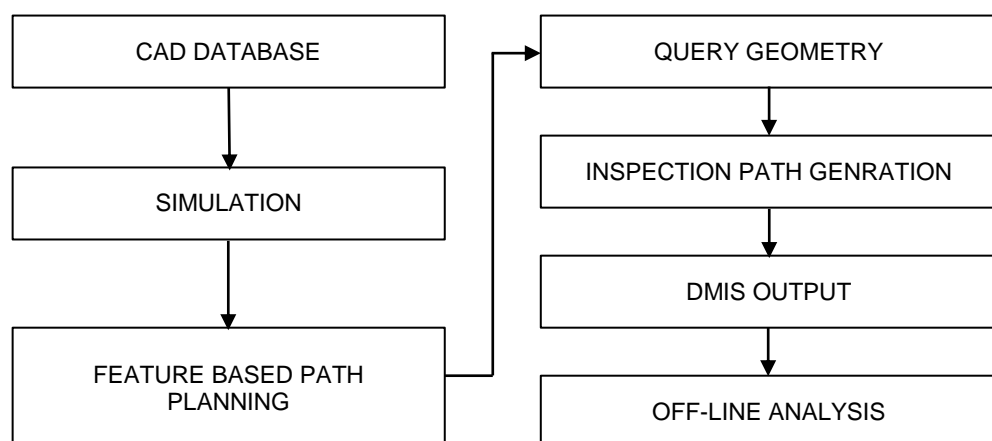 CAD DATABASE
SIMULATION
FEATURE BASED PATH
PLANNING
QUERY GEOMETRY
INSPECTION PATH GENRATION
DMIS OUTPUT
OFF-LINE ANALYSIS